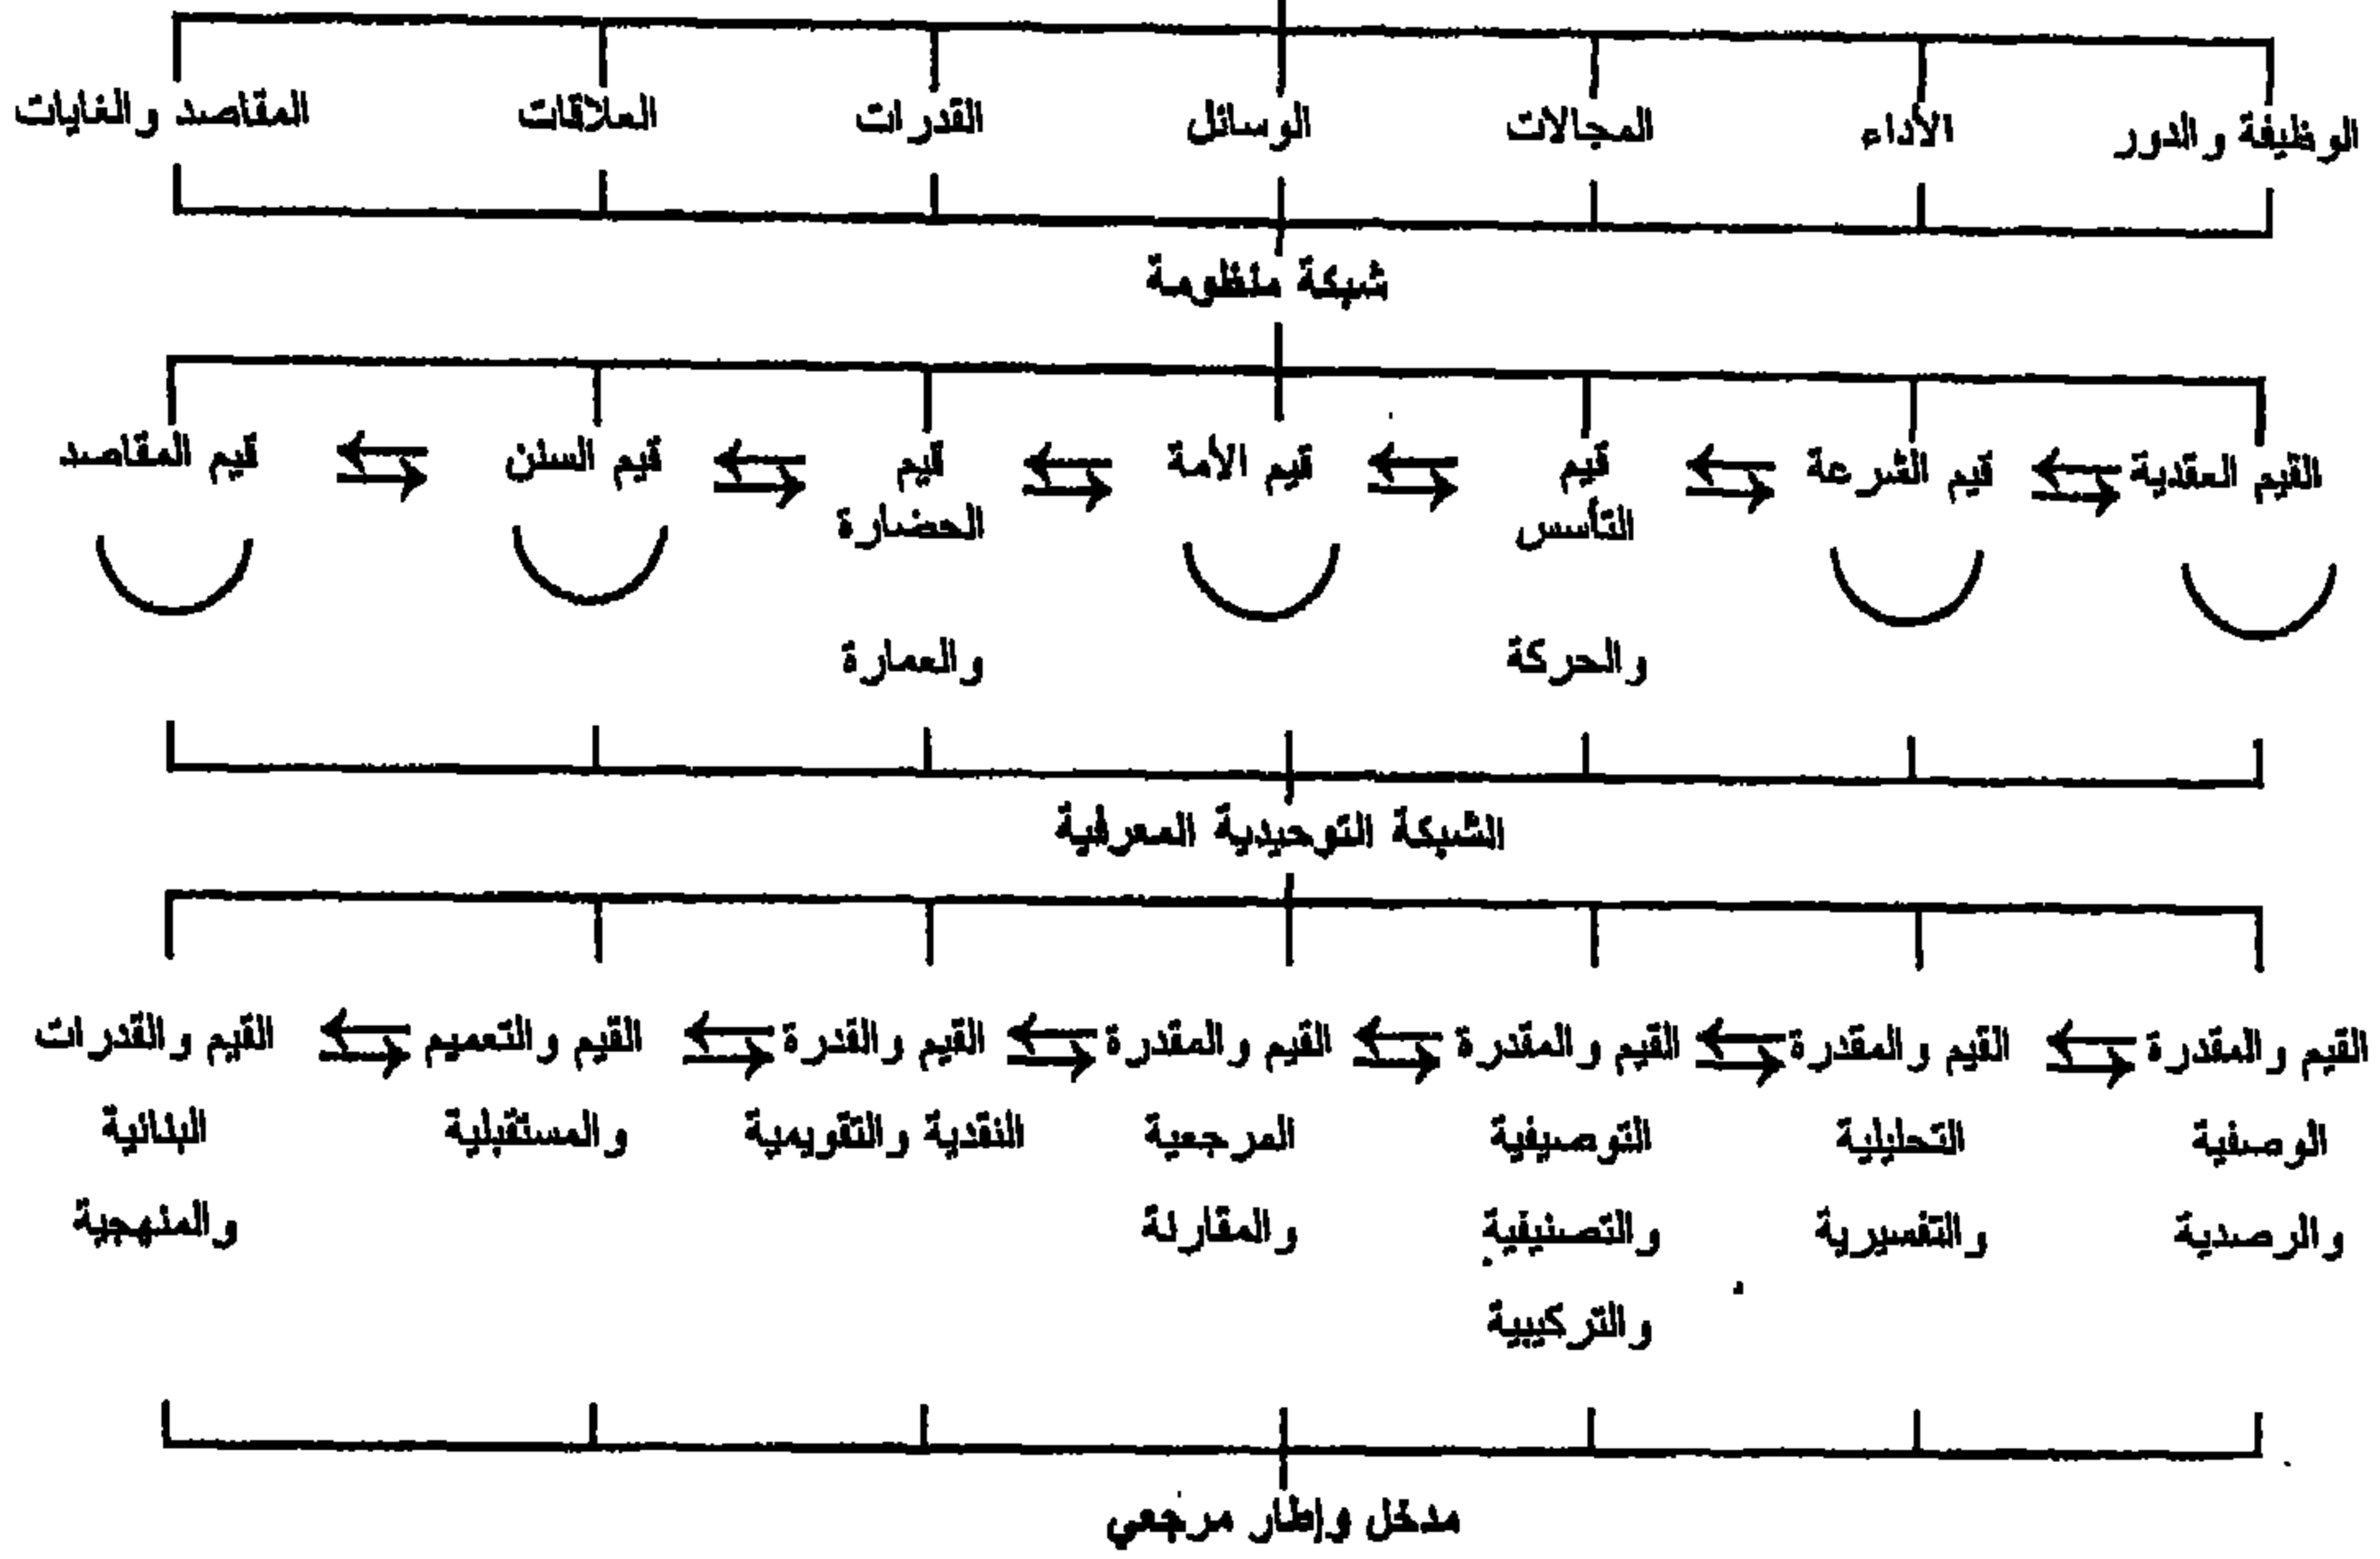 الوظيفة والدور الأداء المجالات الوسائل القدرات العلاقات المقاصد والغايات
شبكة منظومة
القيم العقدية قيم الشرعة قيم قيم الأمة قيم قيم السنن قيم المقاصد
التأسس الحضارة
والحركة والعمارة
الشبكة التوحيدية المعرفية
القيم والمقدرة القيم والمقدرة القيم والمقدرة القيم والمقدرة القيم والقدرة القيم والتعميم القيم والقدرات
الوصفية التحليلية التوصيفية المرجعية النقدية والتقويمية والمستقبلية البنائية
والرصدية والتفسيرية والتصنيفية والمقارنة والمنهجية
والتركيبية
مدخل وإطار مرجعي